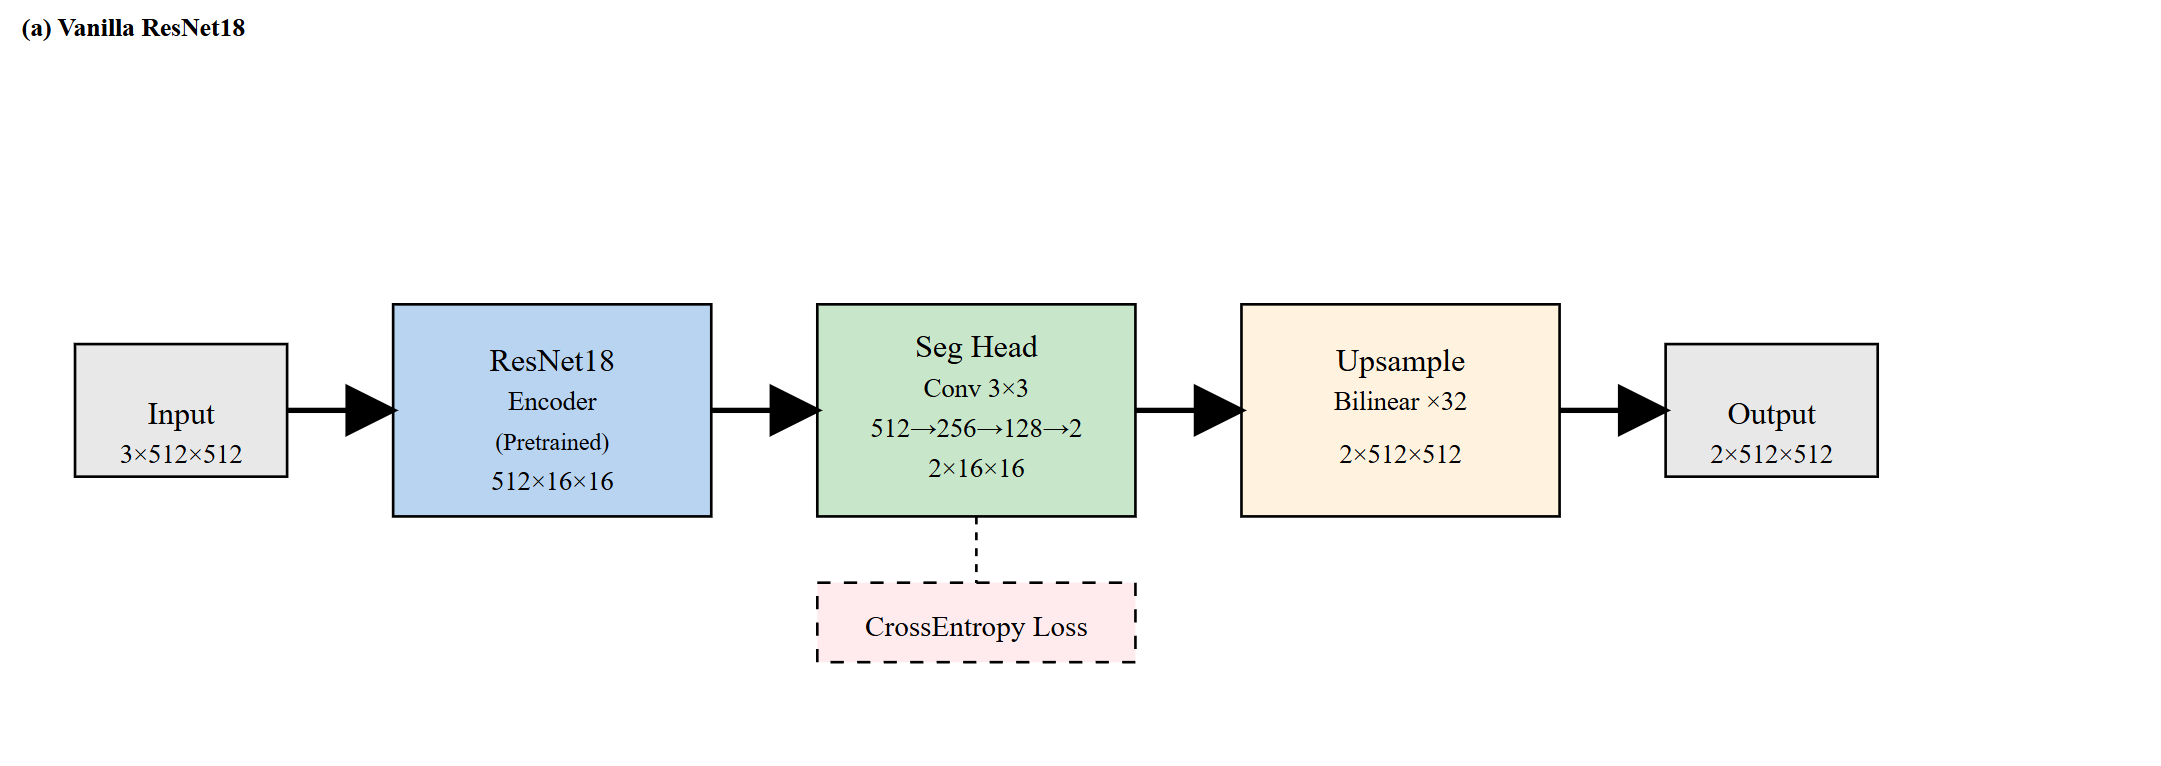 (a) Vanilla ResNet18
Input
3×512×512
ResNet18
Encoder
(Pretrained)
512×16×16
Seg Head
Conv 3×3
512→256→128→2
2×16×16
Upsample
Bilinear ×32
2×512×512
Output
2×512×512
CrossEntropy Loss